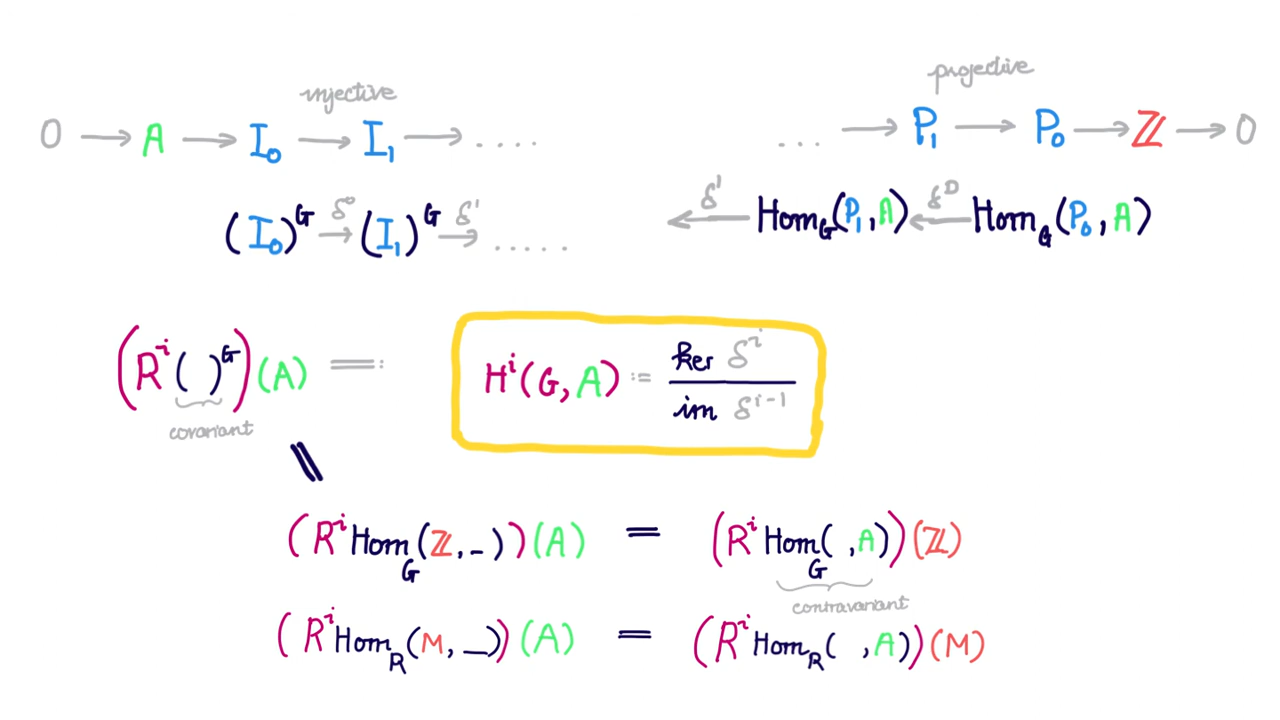 injective
projective
0 → A → I₀ → I₁ → ....
... → P₁ → P₀ → ℤ → 0
(I₀)ᴳ →δ⁰ (I₁)ᴳ →δ¹ .....
←δ¹ Hom_G(P₁, A) ←δ⁰ Hom_G(P₀, A)
(Rⁱ( )ᴳ)(A) =:
covariant
Hⁱ(G, A) := ker δⁱ / im δⁱ⁻¹
\\
(Rⁱ Hom_G(ℤ, –))(A) = (Rⁱ Hom_G( , A))(ℤ)
contravariant
(Rⁱ Hom_R(M, –))(A) = (Rⁱ Hom_R( , A))(M)